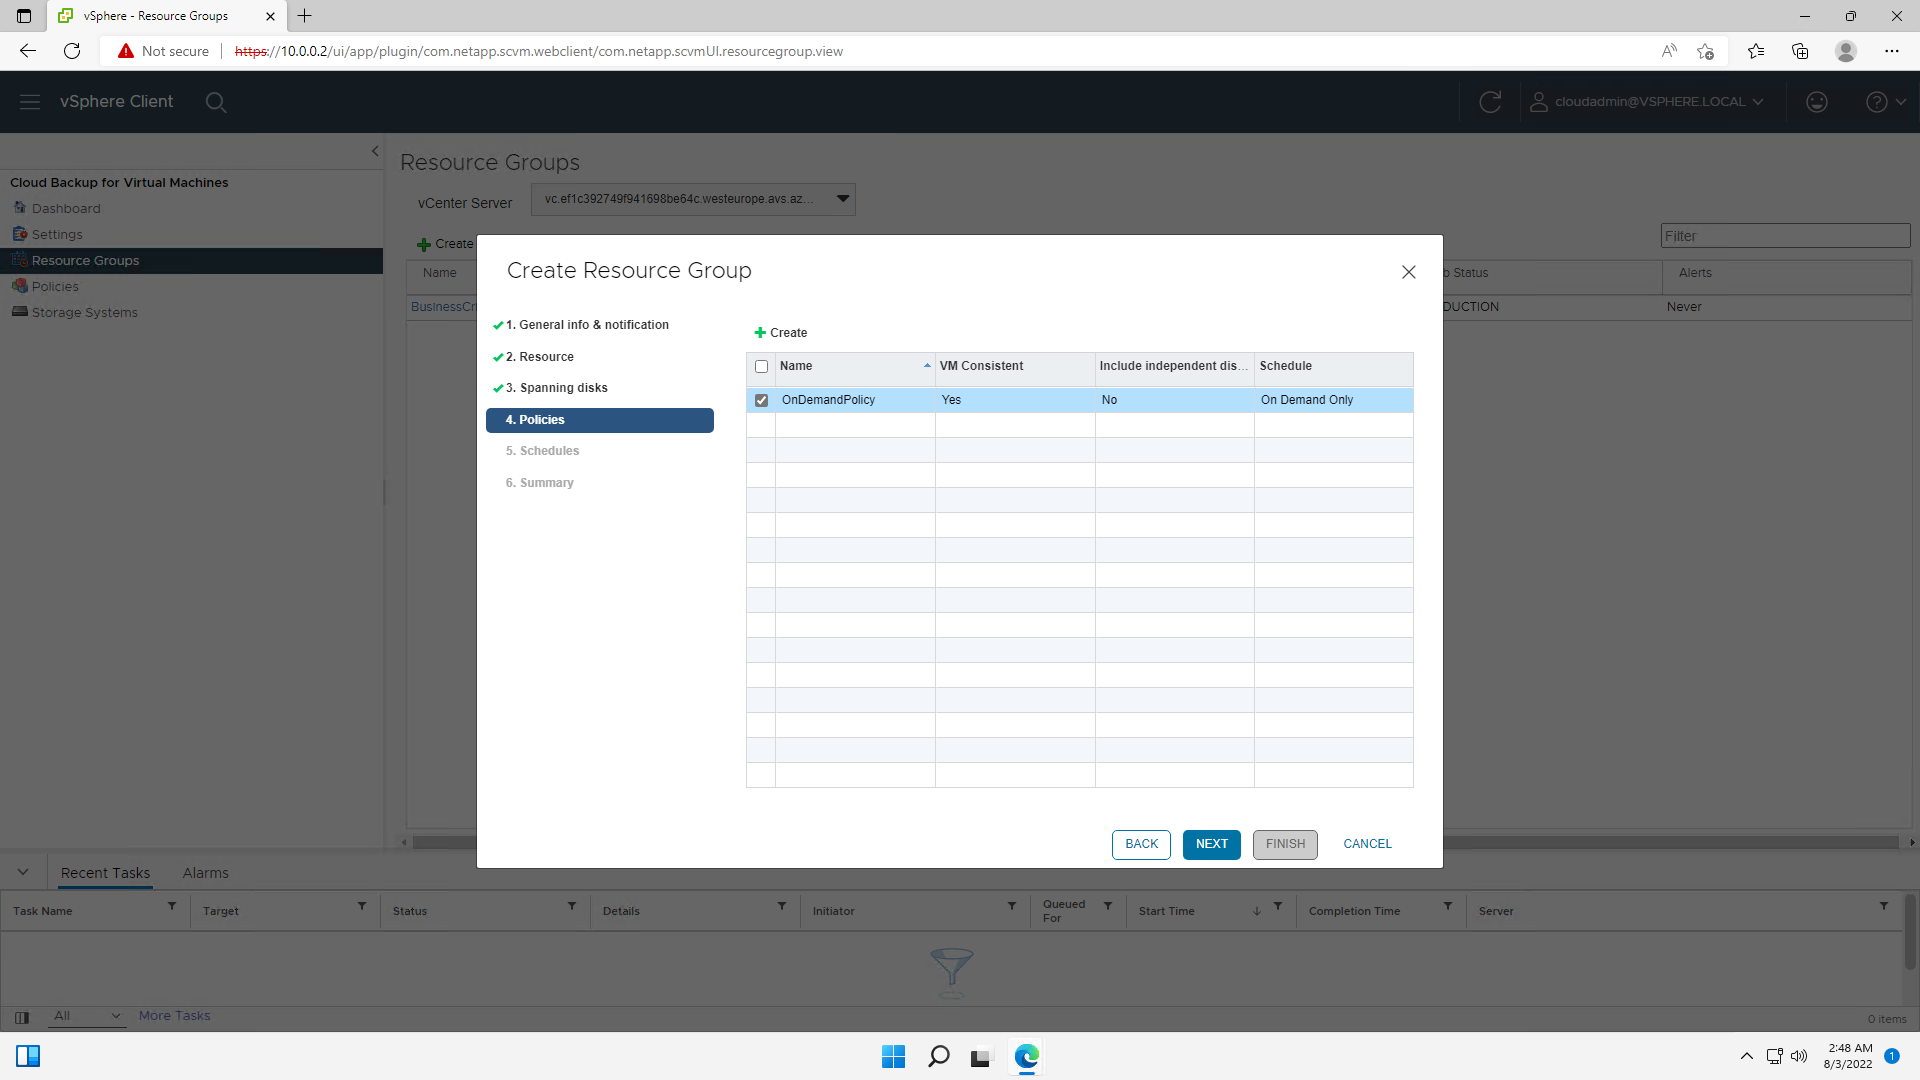 vSphere - Resource Groups
Not secure
https://10.0.0.2/ui/app/plugin/com.netapp.scvm.webclient/com.netapp.scvmUI.resourcegroup.view
vSphere Client
cloudadmin@VSPHERE.LOCAL
Cloud Backup for Virtual Machines
Dashboard
Settings
Resource Groups
Policies
Storage Systems
Resource Groups
vCenter Server
vc.ef1c392749f941698be64c.westeurope.avs.az...
Create
Filter
Name
b Status
Alerts
BusinessCri
DUCTION
Never
Create Resource Group
1. General info & notification
2. Resource
3. Spanning disks
4. Policies
5. Schedules
6. Summary
Create
Name
VM Consistent
Include independent dis...
Schedule
OnDemandPolicy
Yes
No
On Demand Only
BACK
NEXT
FINISH
CANCEL
Recent Tasks
Alarms
Task Name
Target
Status
Details
Initiator
Queued For
Start Time
Completion Time
Server
All
More Tasks
0 items
2:48 AM
8/3/2022
1